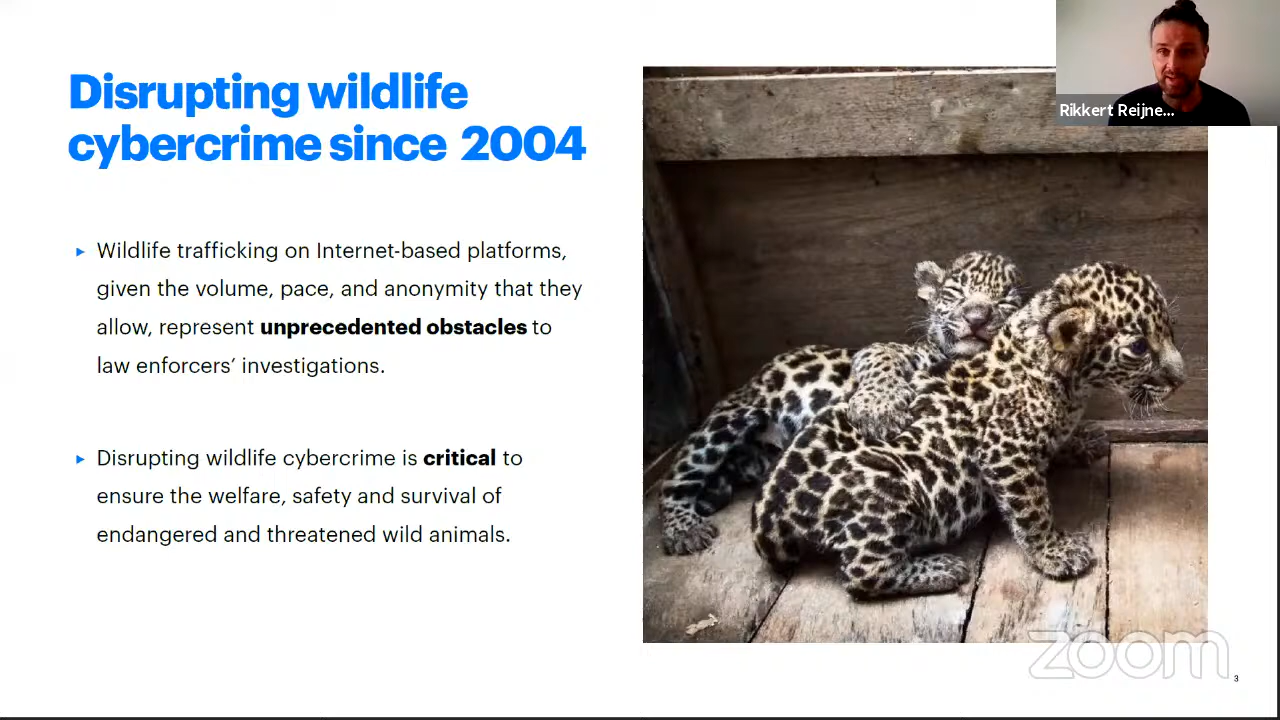 Disrupting wildlife
cybercrime since 2004
Rikkert Reijne...
▸ Wildlife trafficking on Internet-based platforms,
given the volume, pace, and anonymity that they
allow, represent unprecedented obstacles to
law enforcers’ investigations.
▸ Disrupting wildlife cybercrime is critical to
ensure the welfare, safety and survival of
endangered and threatened wild animals.
zoom
3